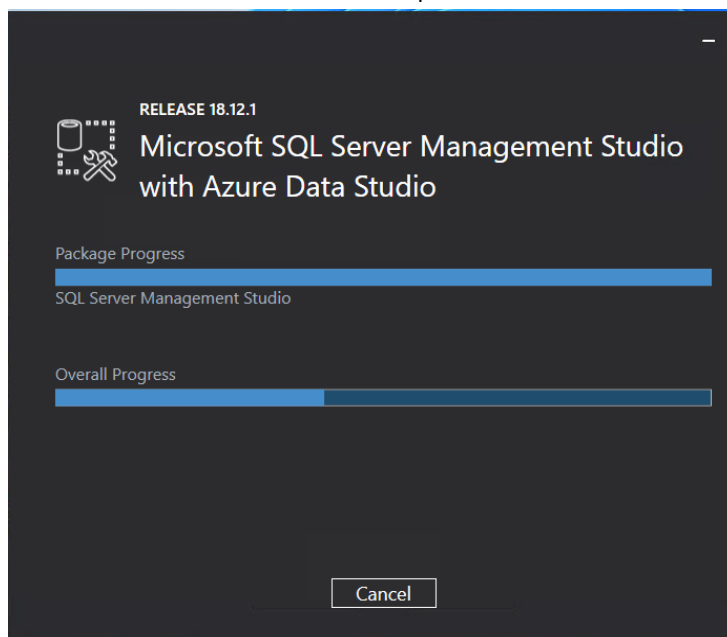 RELEASE 18.12.1
Microsoft SQL Server Management Studio
with Azure Data Studio
Package Progress
SQL Server Management Studio
Overall Progress
Cancel